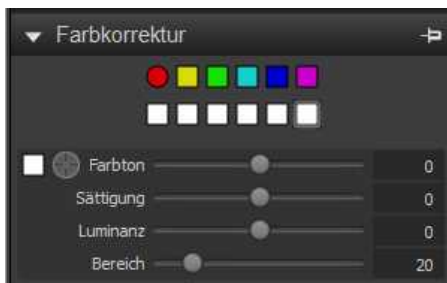 Farbkorrektur
Farbton 0
Sättigung 0
Luminanz 0
Bereich 20